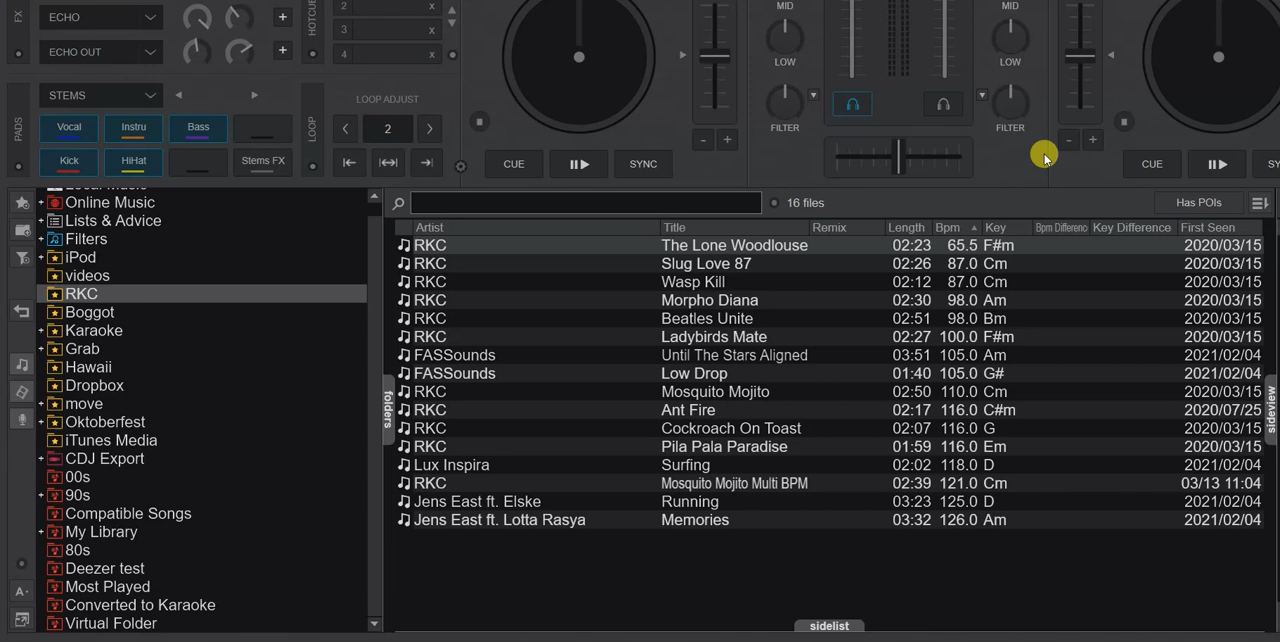 FX
ECHO
+
ECHO OUT
+
HOTCUE
2 x
3 x
4 x
PADS
STEMS
Vocal Instru Bass
Kick HiHat Stems FX
LOOP
LOOP ADJUST
2
CUE SYNC
- +
MID
LOW
FILTER
MID
LOW
FILTER
- +
CUE SY
Local Music
+ Online Music
+ Lists & Advice
+ Filters
+ iPod
videos
RKC
Boggot
+ Karaoke
+ Grab
Hawaii
Dropbox
+ move
+ Oktoberfest
iTunes Media
+ CDJ Export
00s
+ 90s
Compatible Songs
+ My Library
80s
Deezer test
Most Played
Converted to Karaoke
Virtual Folder
A-
folders
16 files Has POIs
Artist Title Remix Length Bpm Key Bpm Differenc Key Difference First Seen
RKC The Lone Woodlouse 02:23 65.5 F#m 2020/03/15
RKC Slug Love 87 02:26 87.0 Cm 2020/03/15
RKC Wasp Kill 02:12 87.0 Cm 2020/03/15
RKC Morpho Diana 02:30 98.0 Am 2020/03/15
RKC Beatles Unite 02:51 98.0 Bm 2020/03/15
RKC Ladybirds Mate 02:27 100.0 F#m 2020/03/15
FASSounds Until The Stars Aligned 03:51 105.0 Am 2021/02/04
FASSounds Low Drop 01:40 105.0 G# 2021/02/04
RKC Mosquito Mojito 02:50 110.0 Cm 2020/03/15
RKC Ant Fire 02:17 116.0 C#m 2020/07/25
RKC Cockroach On Toast 02:07 116.0 G 2020/03/15
RKC Pila Pala Paradise 01:59 116.0 Em 2020/03/15
Lux Inspira Surfing 02:02 118.0 D 2021/02/04
RKC Mosquito Mojito Multi BPM 02:39 121.0 Cm 03/13 11:04
Jens East ft. Elske Running 03:23 125.0 D 2021/02/04
Jens East ft. Lotta Rasya Memories 03:32 126.0 Am 2021/02/04
sideview
sidelist